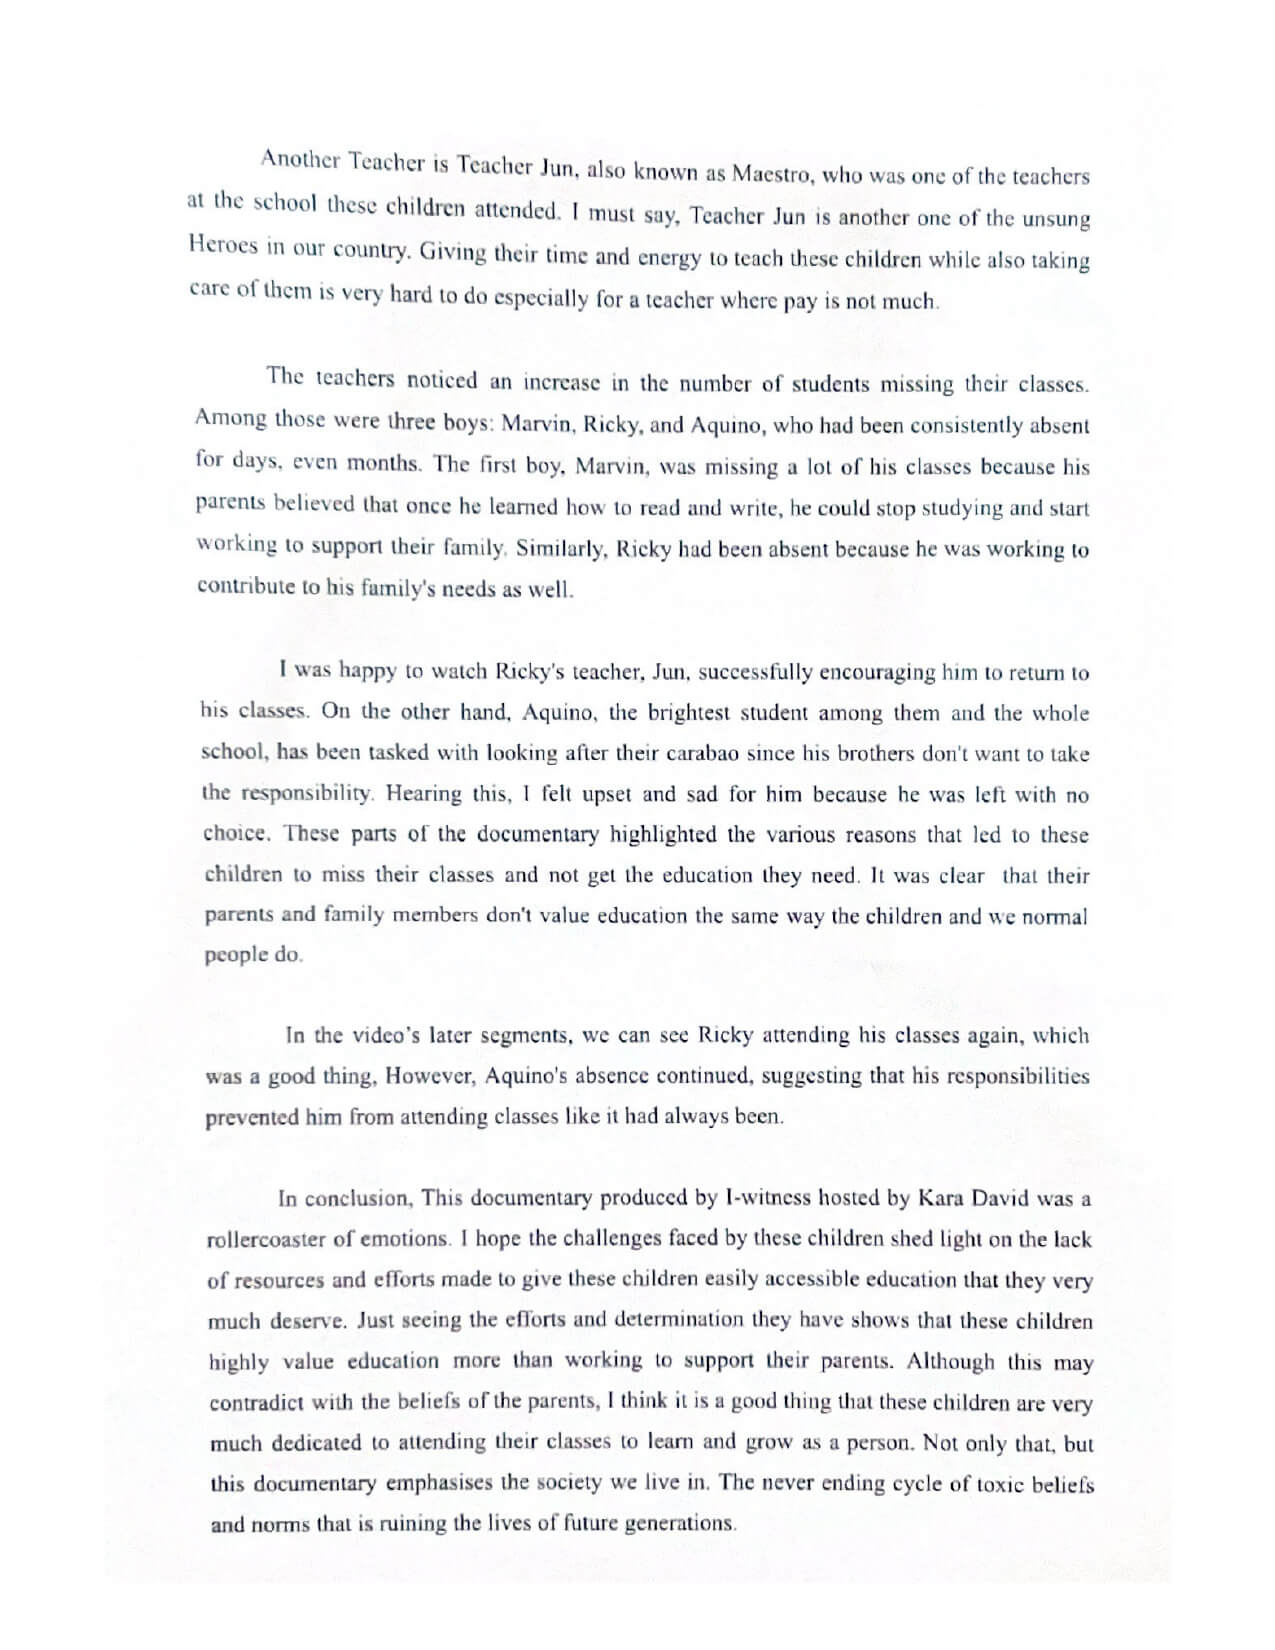 Another Teacher is Teacher Jun, also known as Maestro, who was one of the teachers
at the school these children attended. I must say, Teacher Jun is another one of the unsung
Heroes in our country. Giving their time and energy to teach these children while also taking
care of them is very hard to do especially for a teacher where pay is not much.
The teachers noticed an increase in the number of students missing their classes.
Among those were three boys: Marvin, Ricky, and Aquino, who had been consistently absent
for days, even months. The first boy, Marvin, was missing a lot of his classes because his
parents believed that once he learned how to read and write, he could stop studying and start
working to support their family. Similarly, Ricky had been absent because he was working to
contribute to his family's needs as well.
I was happy to watch Ricky's teacher, Jun, successfully encouraging him to return to
his classes. On the other hand, Aquino, the brightest student among them and the whole
school, has been tasked with looking after their carabao since his brothers don't want to take
the responsibility. Hearing this, I felt upset and sad for him because he was left with no
choice. These parts of the documentary highlighted the various reasons that led to these
children to miss their classes and not get the education they need. It was clear that their
parents and family members don't value education the same way the children and we normal
people do.
In the video's later segments, we can see Ricky attending his classes again, which
was a good thing, However, Aquino's absence continued, suggesting that his responsibilities
prevented him from attending classes like it had always been.
In conclusion, This documentary produced by I-witness hosted by Kara David was a
rollercoaster of emotions. I hope the challenges faced by these children shed light on the lack
of resources and efforts made to give these children easily accessible education that they very
much deserve. Just seeing the efforts and determination they have shows that these children
highly value education more than working to support their parents. Although this may
contradict with the beliefs of the parents, I think it is a good thing that these children are very
much dedicated to attending their classes to learn and grow as a person. Not only that, but
this documentary emphasises the society we live in. The never ending cycle of toxic beliefs
and norms that is ruining the lives of future generations.